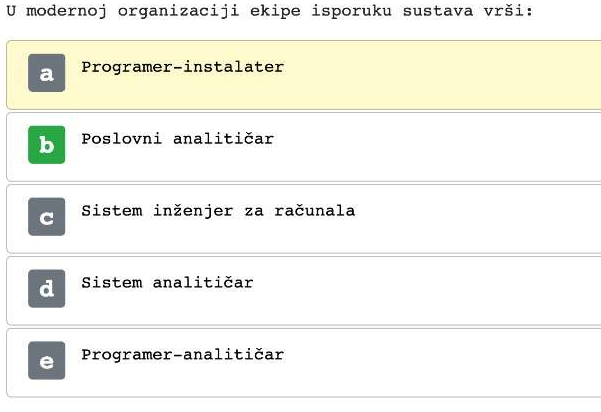 U modernoj organizaciji ekipe isporuku sustava vrši:
a Programer-instalater
b Poslovni analitičar
c Sistem inženjer za računala
d Sistem analitičar
e Programer-analitičar